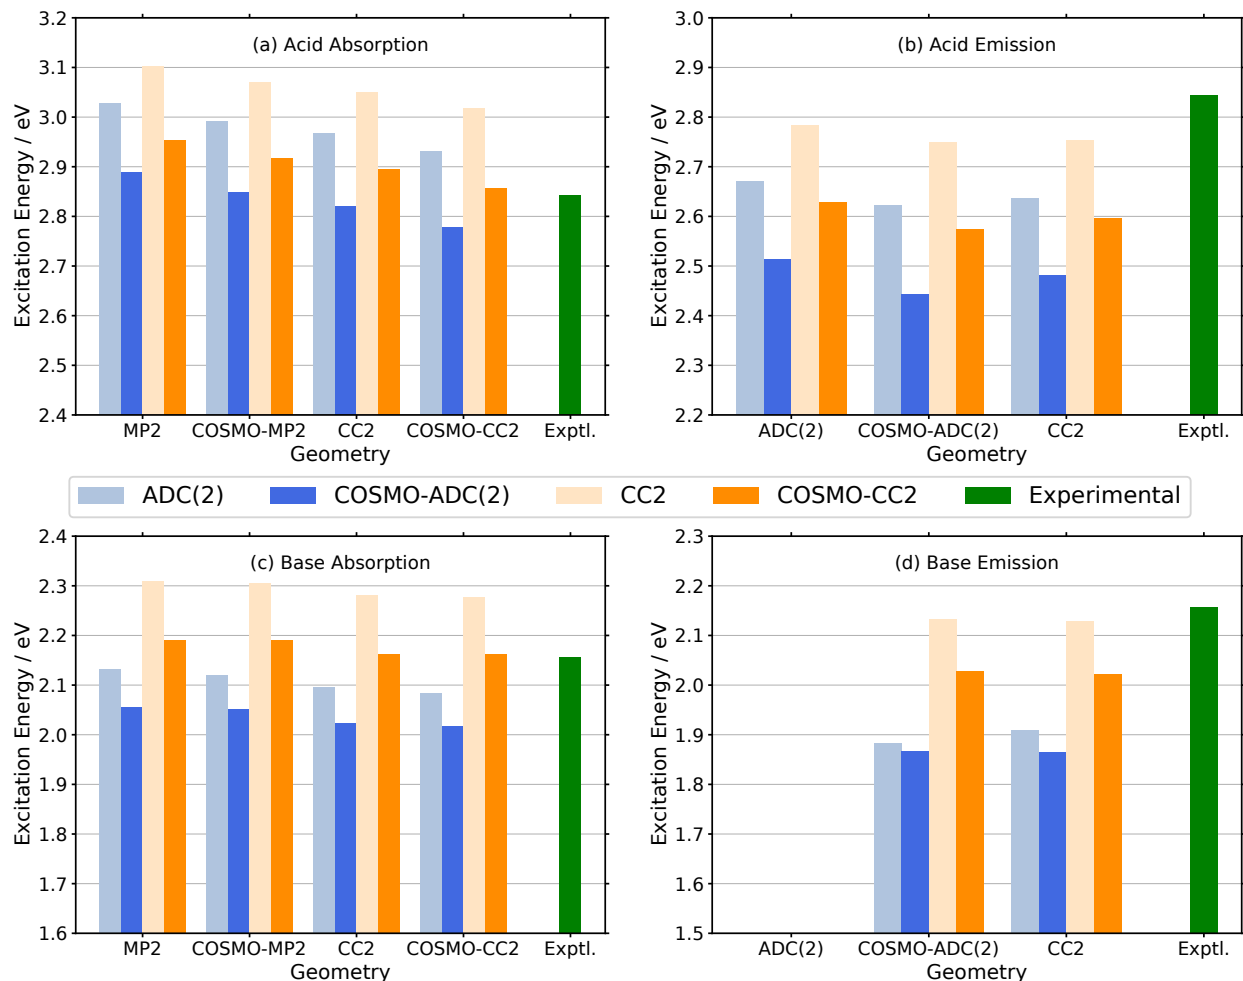 (a) Acid Absorption
Excitation Energy / eV
3.2
3.1
3.0
2.9
2.8
2.7
2.6
2.5
2.4
MP2 COSMO-MP2 CC2 COSMO-CC2 Exptl.
Geometry
(b) Acid Emission
Excitation Energy / eV
3.0
2.9
2.8
2.7
2.6
2.5
2.4
2.3
2.2
ADC(2) COSMO-ADC(2) CC2 Exptl.
Geometry
ADC(2) COSMO-ADC(2) CC2 COSMO-CC2 Experimental
(c) Base Absorption
Excitation Energy / eV
2.4
2.3
2.2
2.1
2.0
1.9
1.8
1.7
1.6
MP2 COSMO-MP2 CC2 COSMO-CC2 Exptl.
Geometry
(d) Base Emission
Excitation Energy / eV
2.3
2.2
2.1
2.0
1.9
1.8
1.7
1.6
1.5
ADC(2) COSMO-ADC(2) CC2 Exptl.
Geometry